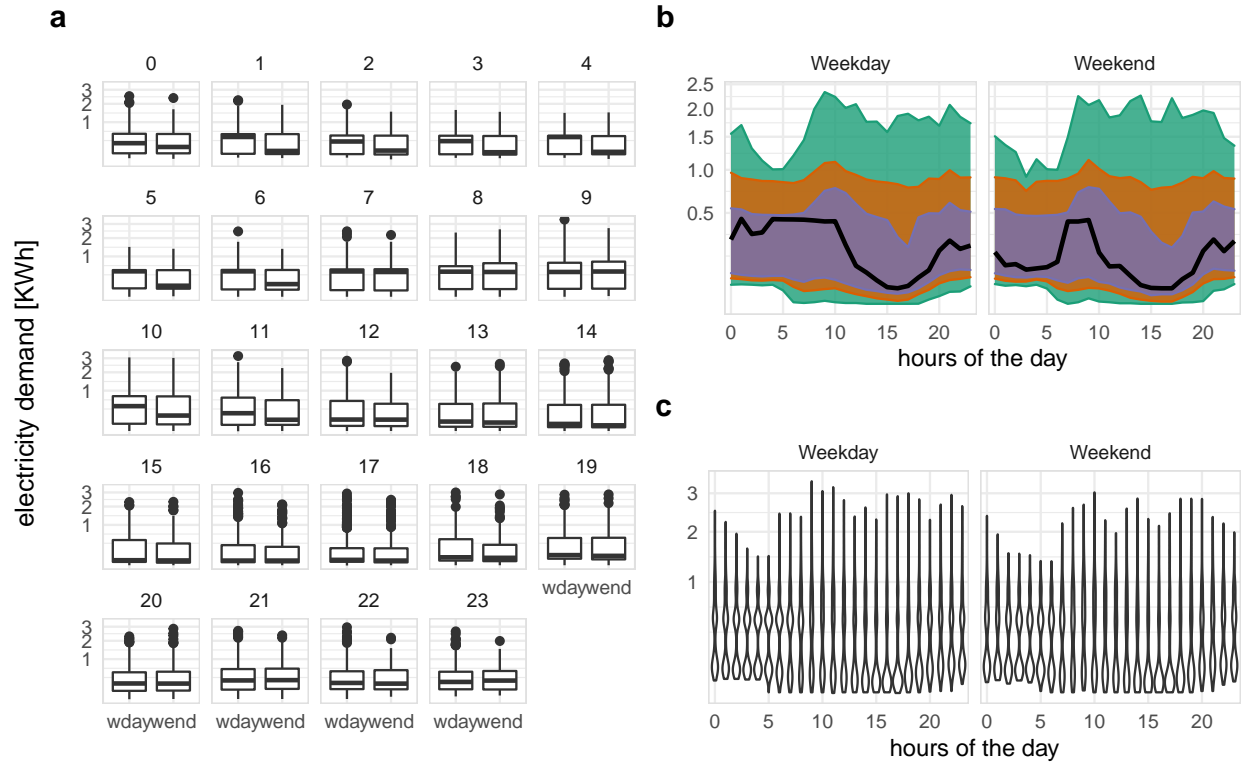 a
electricity demand [KWh]
0 1 2 3 4
3
2
1
5 6 7 8 9
3
2
1
10 11 12 13 14
3
2
1
15 16 17 18 19
3
2
1
wdaywend
20 21 22 23
3
2
1
wdaywend wdaywend wdaywend wdaywend
b
Weekday Weekend
2.5
2.0
1.5
1.0
0.5
0 5 10 15 20 0 5 10 15 20
hours of the day
c
Weekday Weekend
3
2
1
0 5 10 15 20 0 5 10 15 20
hours of the day